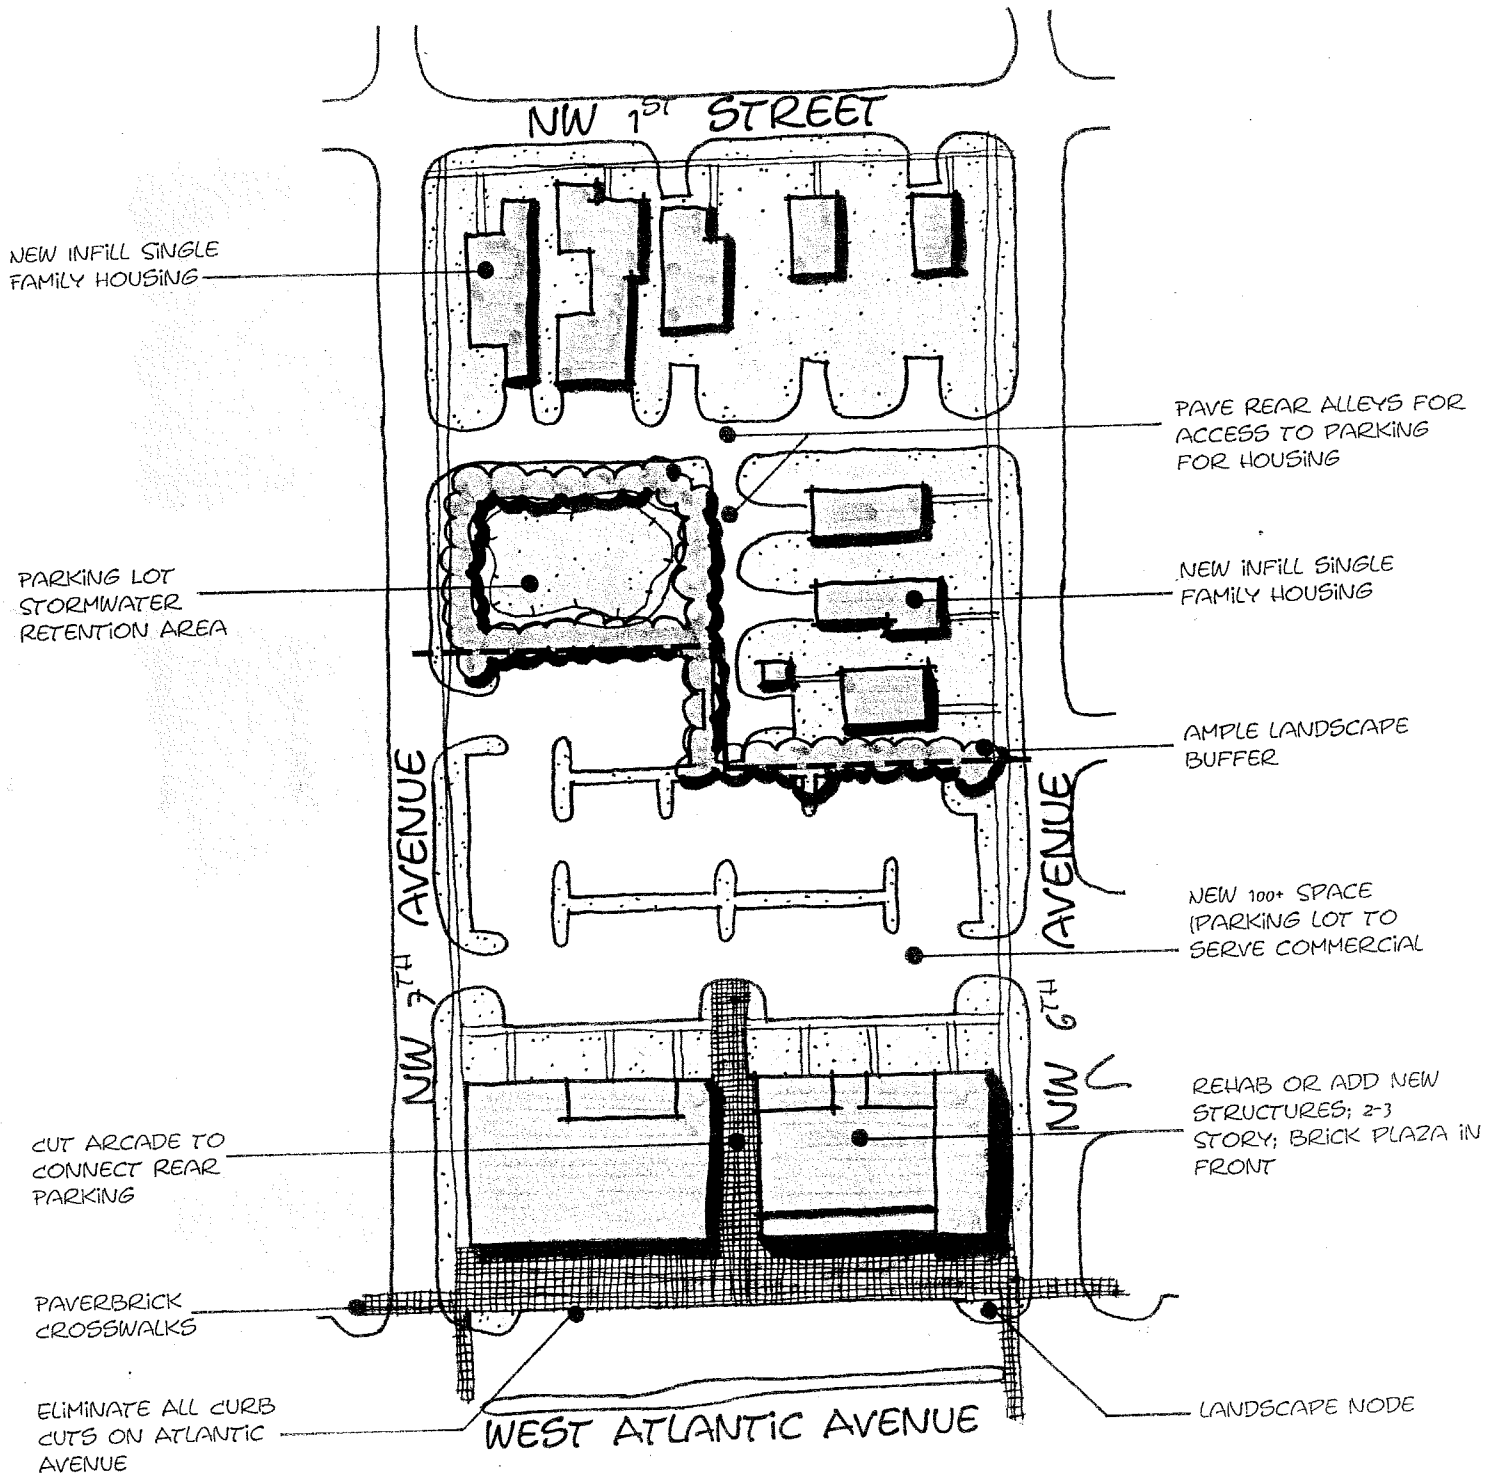 NW 1ST STREET
NEW INFILL SINGLE
FAMILY HOUSING
PAVE REAR ALLEYS FOR
ACCESS TO PARKING
FOR HOUSING
PARKING LOT
STORMWATER
RETENTION AREA
NEW INFILL SINGLE
FAMILY HOUSING
AMPLE LANDSCAPE
BUFFER
NW 7TH AVENUE
NW 6TH AVENUE
NEW 100+ SPACE
(PARKING LOT TO
SERVE COMMERCIAL
REHAB OR ADD NEW
STRUCTURES; 2-3
STORY; BRICK PLAZA IN
FRONT
CUT ARCADE TO
CONNECT REAR
PARKING
PAVERBRICK
CROSSWALKS
ELIMINATE ALL CURB
CUTS ON ATLANTIC
AVENUE
LANDSCAPE NODE
WEST ATLANTIC AVENUE